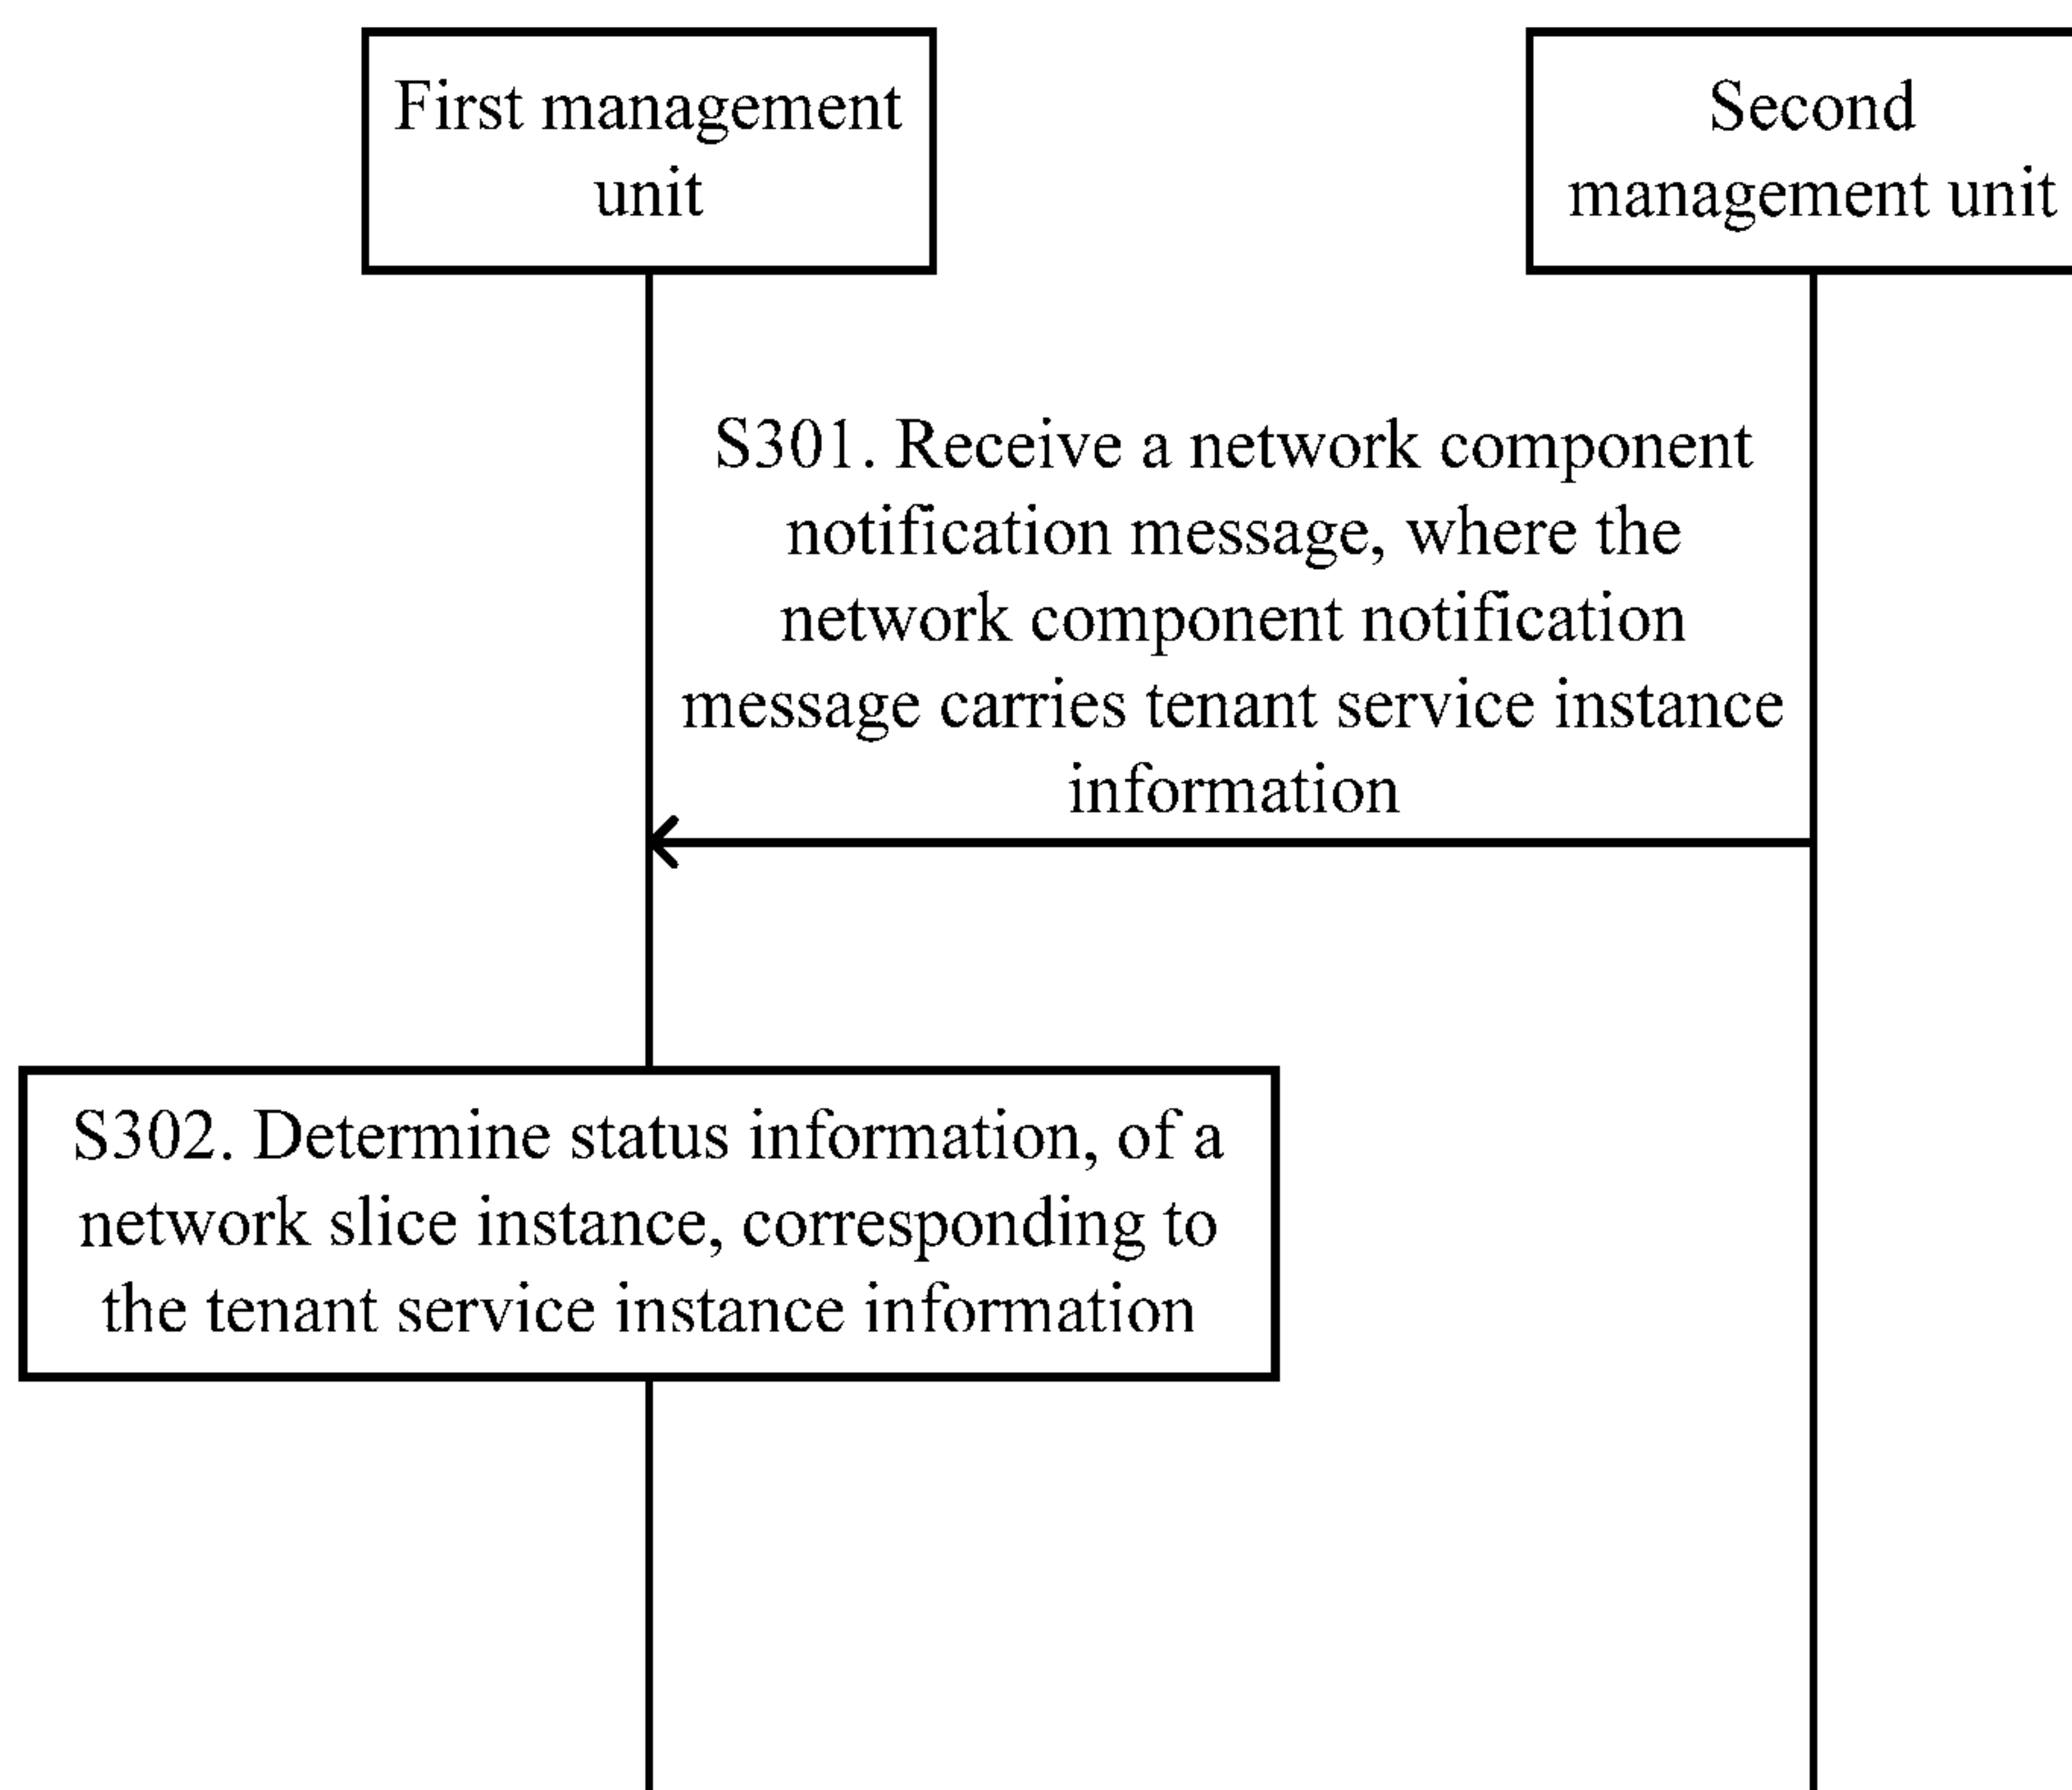 First management
unit
Second
management unit
S301. Receive a network component
notification message, where the
network component notification
message carries tenant service instance
information
S302. Determine status information, of a
network slice instance, corresponding to
the tenant service instance information